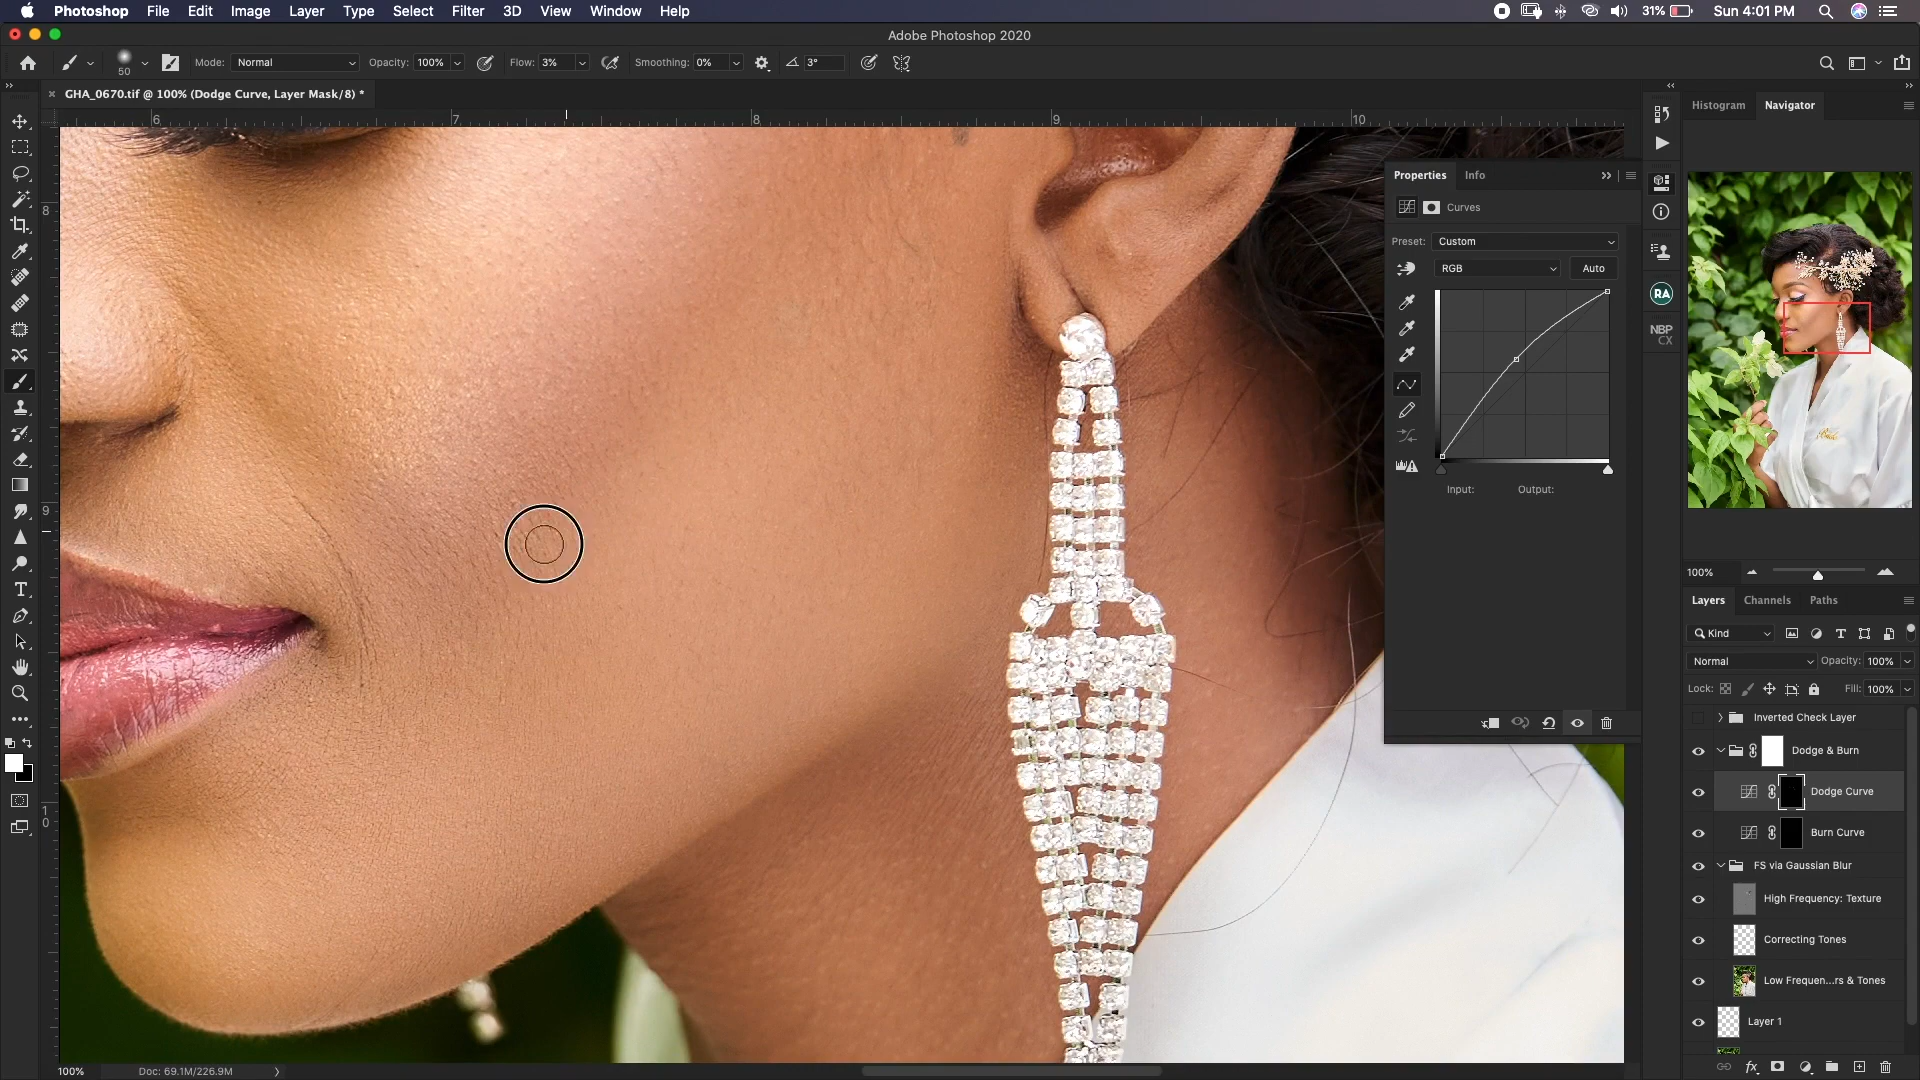 Photoshop File Edit Image Layer Type Select Filter 3D View Window Help 31% Sun 4:01 PM
Adobe Photoshop 2020
50 Mode: Normal Opacity: 100% Flow: 3% Smoothing: 0% 3°
GHA_0670.tif @ 100% (Dodge Curve, Layer Mask/8) *
6 7 8 9 10
8
9
1
0
Properties Info
Curves
Preset: Custom
RGB Auto
Input: Output:
RA
NBP
CX
Histogram Navigator
100%
Layers Channels Paths
Kind
Normal Opacity: 100%
Lock: Fill: 100%
Inverted Check Layer
Dodge & Burn
Dodge Curve
Burn Curve
FS via Gaussian Blur
High Frequency: Texture
Correcting Tones
Low Frequen...rs & Tones
Layer 1
fx
100% Doc: 69.1M/226.9M